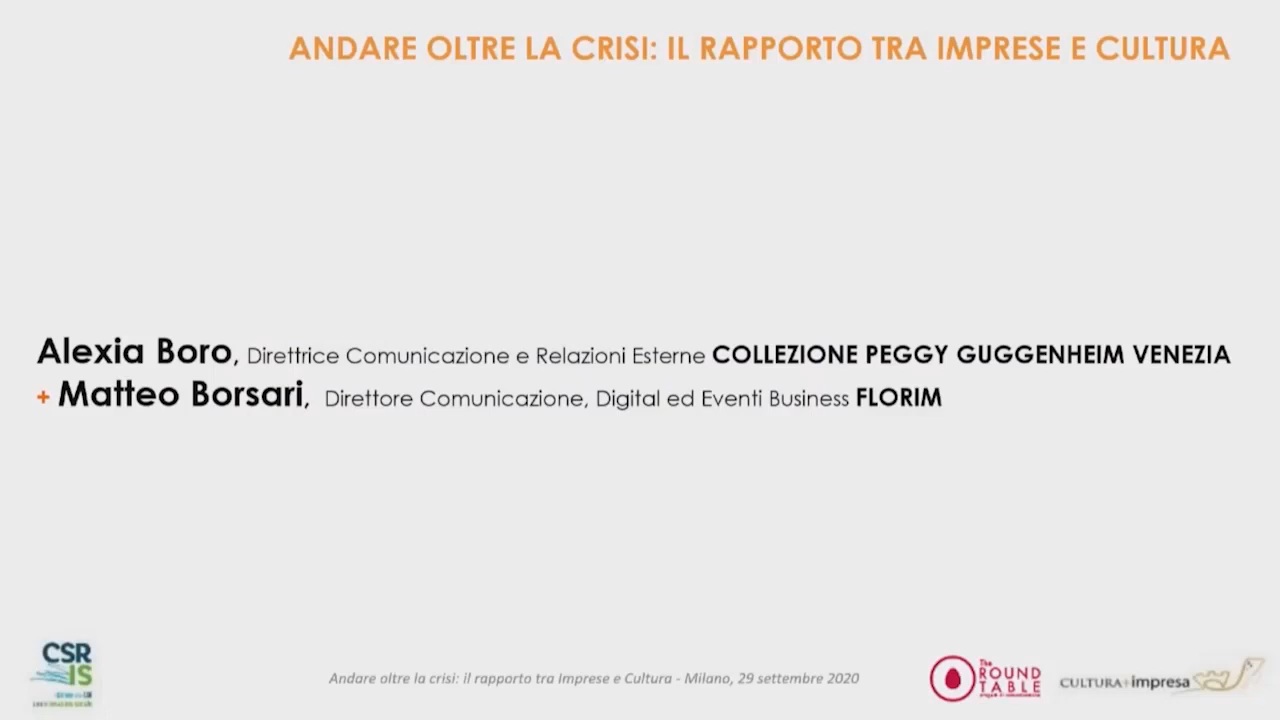 ANDARE OLTRE LA CRISI: IL RAPPORTO TRA IMPRESE E CULTURA
Alexia Boro, Direttrice Comunicazione e Relazioni Esterne COLLEZIONE PEGGY GUGGENHEIM VENEZIA
+ Matteo Borsari, Direttore Comunicazione, Digital ed Eventi Business FLORIM
CSR
IS
Andare oltre la crisi: il rapporto tra Imprese e Cultura - Milano, 29 settembre 2020
The
ROUND
TABLE
CULTURA+impresa